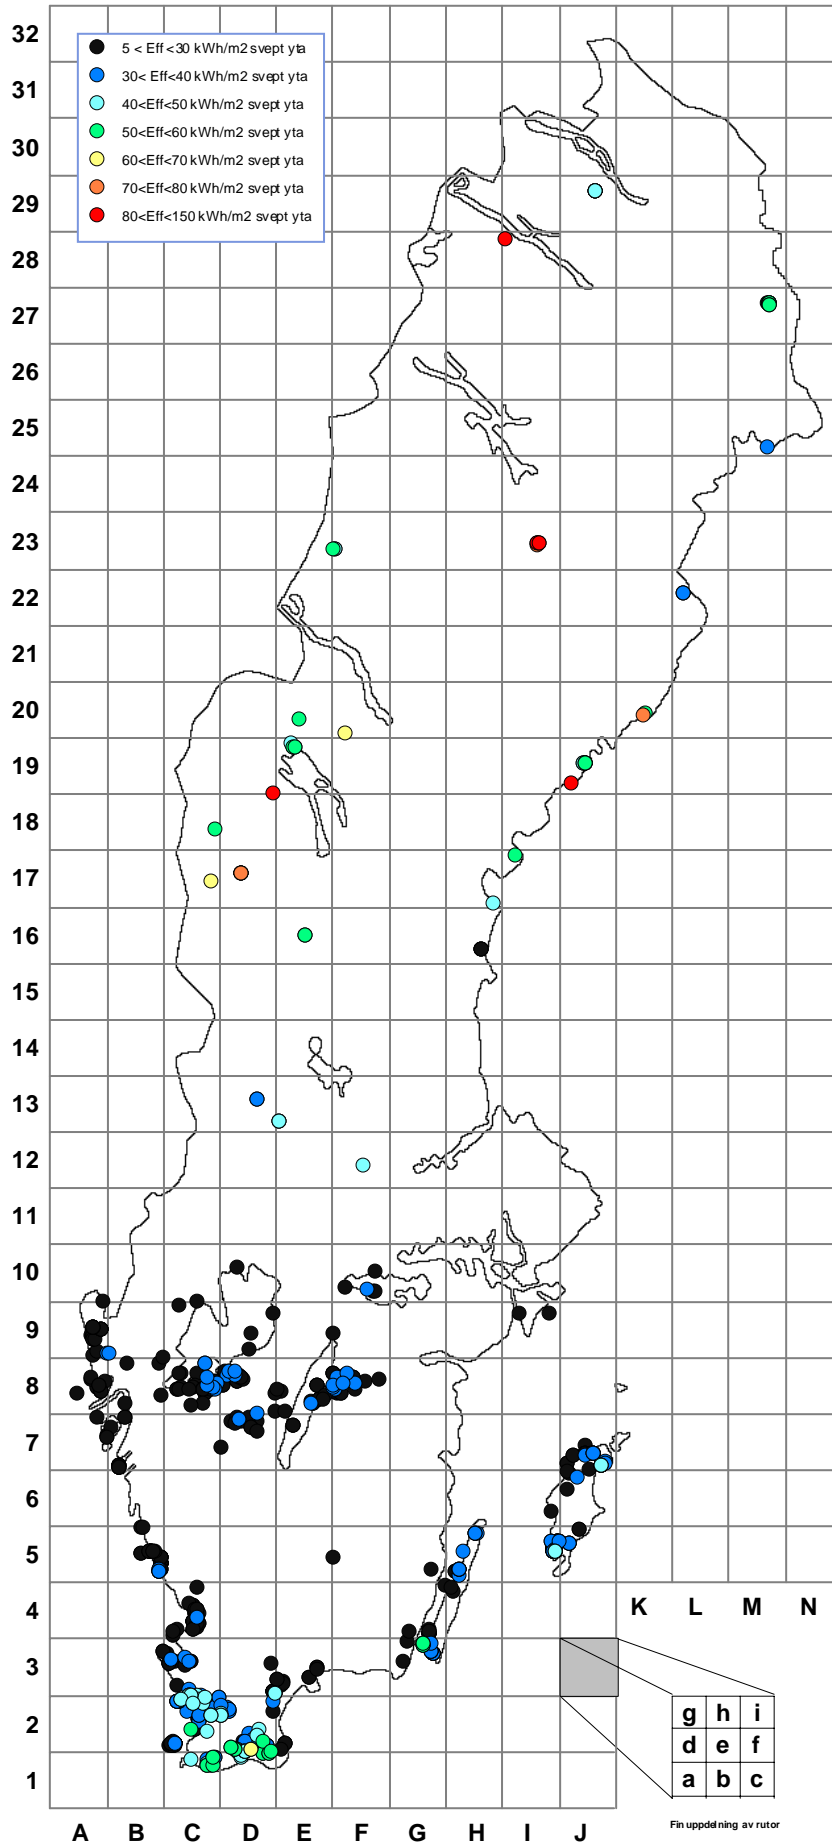 32
31
30
29
28
27
26
25
24
23
22
21
20
19
18
17
16
15
14
13
12
11
10
9
8
7
6
5
4
3
2
1
5 < Eff<30 kWh/m2 svept yta
30< Eff<40 kWh/m2 svept yta
40<Eff<50 kWh/m2 svept yta
50<Eff<60 kWh/m2 svept yta
60<Eff<70 kWh/m2 svept yta
70<Eff<80 kWh/m2 svept yta
80<Eff<150 kWh/m2 svept yta
K L M N
g h i
d e f
a b c
Fin uppdelning av rutor
A B C D E F G H I J